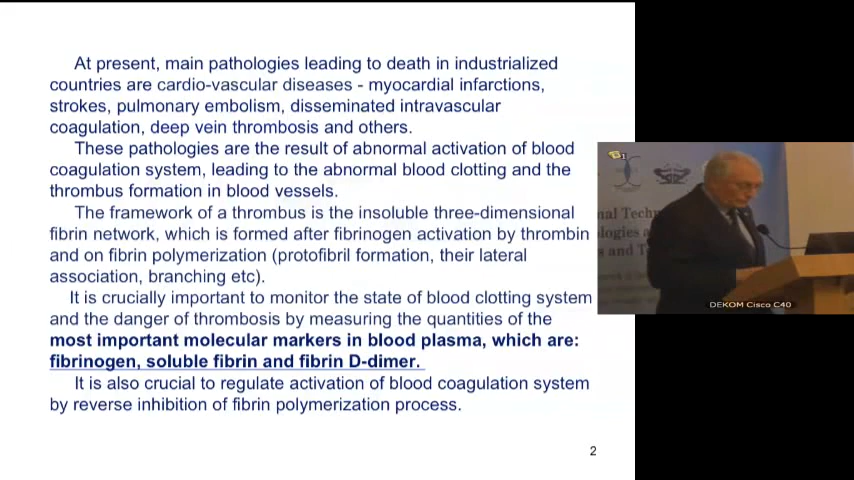 At present, main pathologies leading to death in industrialized
countries are cardio-vascular diseases - myocardial infarctions,
strokes, pulmonary embolism, disseminated intravascular
coagulation, deep vein thrombosis and others.
These pathologies are the result of abnormal activation of blood
coagulation system, leading to the abnormal blood clotting and the
thrombus formation in blood vessels.
The framework of a thrombus is the insoluble three-dimensional
fibrin network, which is formed after fibrinogen activation by thrombin
and on fibrin polymerization (protofibril formation, their lateral
association, branching etc).
It is crucially important to monitor the state of blood clotting system
and the danger of thrombosis by measuring the quantities of the
most important molecular markers in blood plasma, which are:
fibrinogen, soluble fibrin and fibrin D-dimer.
It is also crucial to regulate activation of blood coagulation system
by reverse inhibition of fibrin polymerization process.
2
nal Tech
logies a
s and T
DEKOM Cisco C40